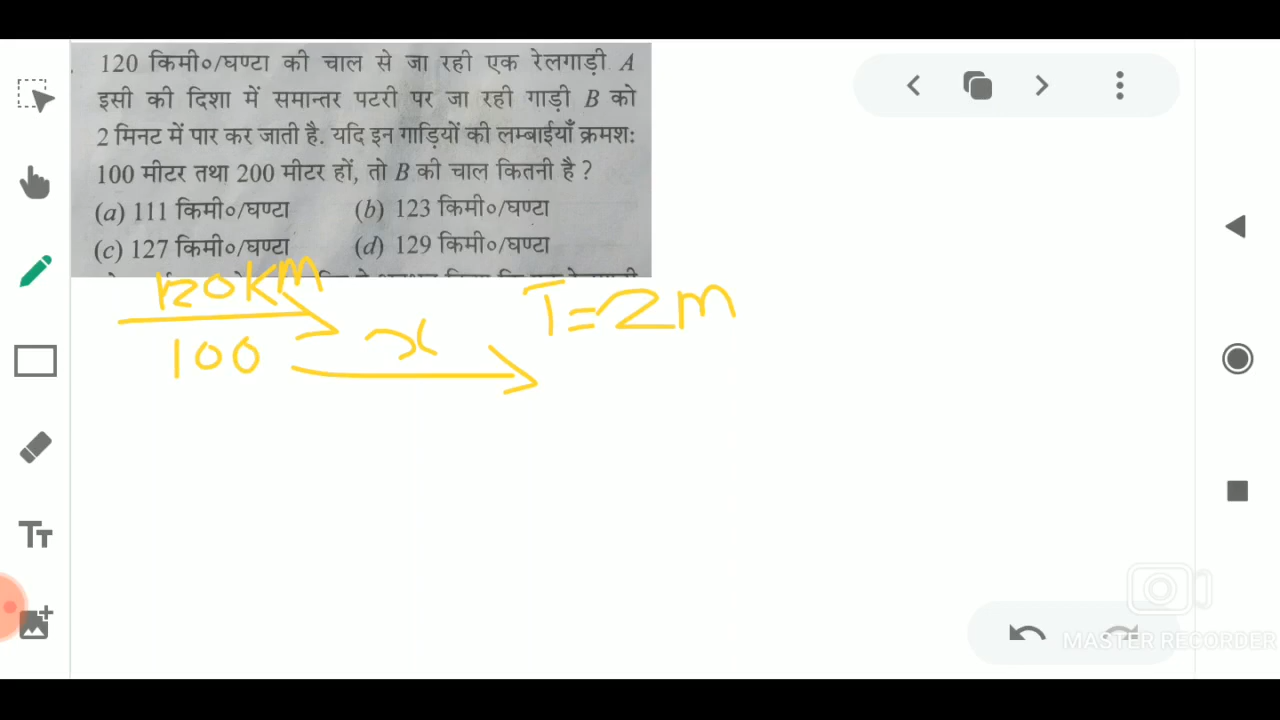 120 किमी०/घण्टा की चाल से जा रही एक रेलगाड़ी A
इसी की दिशा में समान्तर पटरी पर जा रही गाड़ी B को
2 मिनट में पार कर जाती है. यदि इन गाड़ियों की लम्बाईयाँ क्रमशः
100 मीटर तथा 200 मीटर हों, तो B की चाल कितनी है ?
(a) 111 किमी०/घण्टा (b) 123 किमी०/घण्टा
(c) 127 किमी०/घण्टा (d) 129 किमी०/घण्टा
120KM
T=2M
100
x
TT
MASTER RECORDER